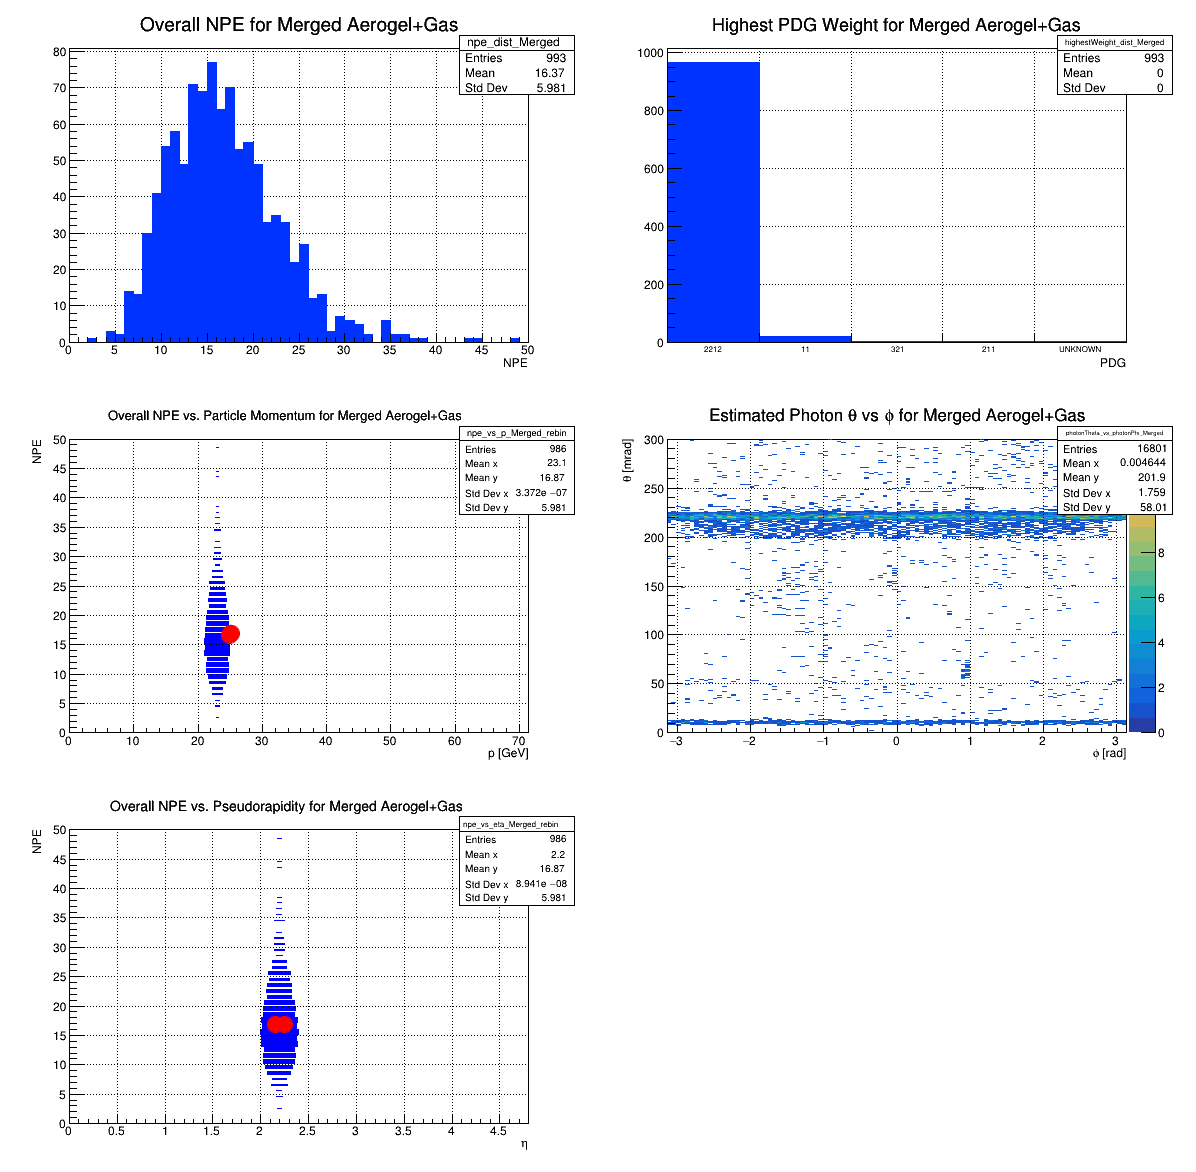 Overall NPE for Merged Aerogel+Gas
npe_dist_Merged
Entries 993
Mean 16.37
Std Dev 5.981
80
70
60
50
40
30
20
10
0
0 5 10 15 20 25 30 35 40 45 50
NPE
Highest PDG Weight for Merged Aerogel+Gas
highestWeight_dist_Merged
Entries 993
Mean 0
Std Dev 0
1000
800
600
400
200
0
2212 11 321 211 UNKNOWN
PDG
Overall NPE vs. Particle Momentum for Merged Aerogel+Gas
npe_vs_p_Merged_rebin
Entries 986
Mean x 23.1
Mean y 16.87
Std Dev x 3.372e −07
Std Dev y 5.981
NPE
50
45
40
35
30
25
20
15
10
5
0
0 10 20 30 40 50 60 70
p [GeV]
Estimated Photon θ vs ϕ for Merged Aerogel+Gas
photonTheta_vs_photonPhi_Merged
Entries 16801
Mean x 0.004644
Mean y 201.9
Std Dev x 1.759
Std Dev y 58.01
θ [mrad]
300
250
200
150
100
50
0
−3 −2 −1 0 1 2 3
ϕ [rad]
8
6
4
2
0
Overall NPE vs. Pseudorapidity for Merged Aerogel+Gas
npe_vs_eta_Merged_rebin
Entries 986
Mean x 2.2
Mean y 16.87
Std Dev x 8.941e −08
Std Dev y 5.981
NPE
50
45
40
35
30
25
20
15
10
5
0
0 0.5 1 1.5 2 2.5 3 3.5 4 4.5
η